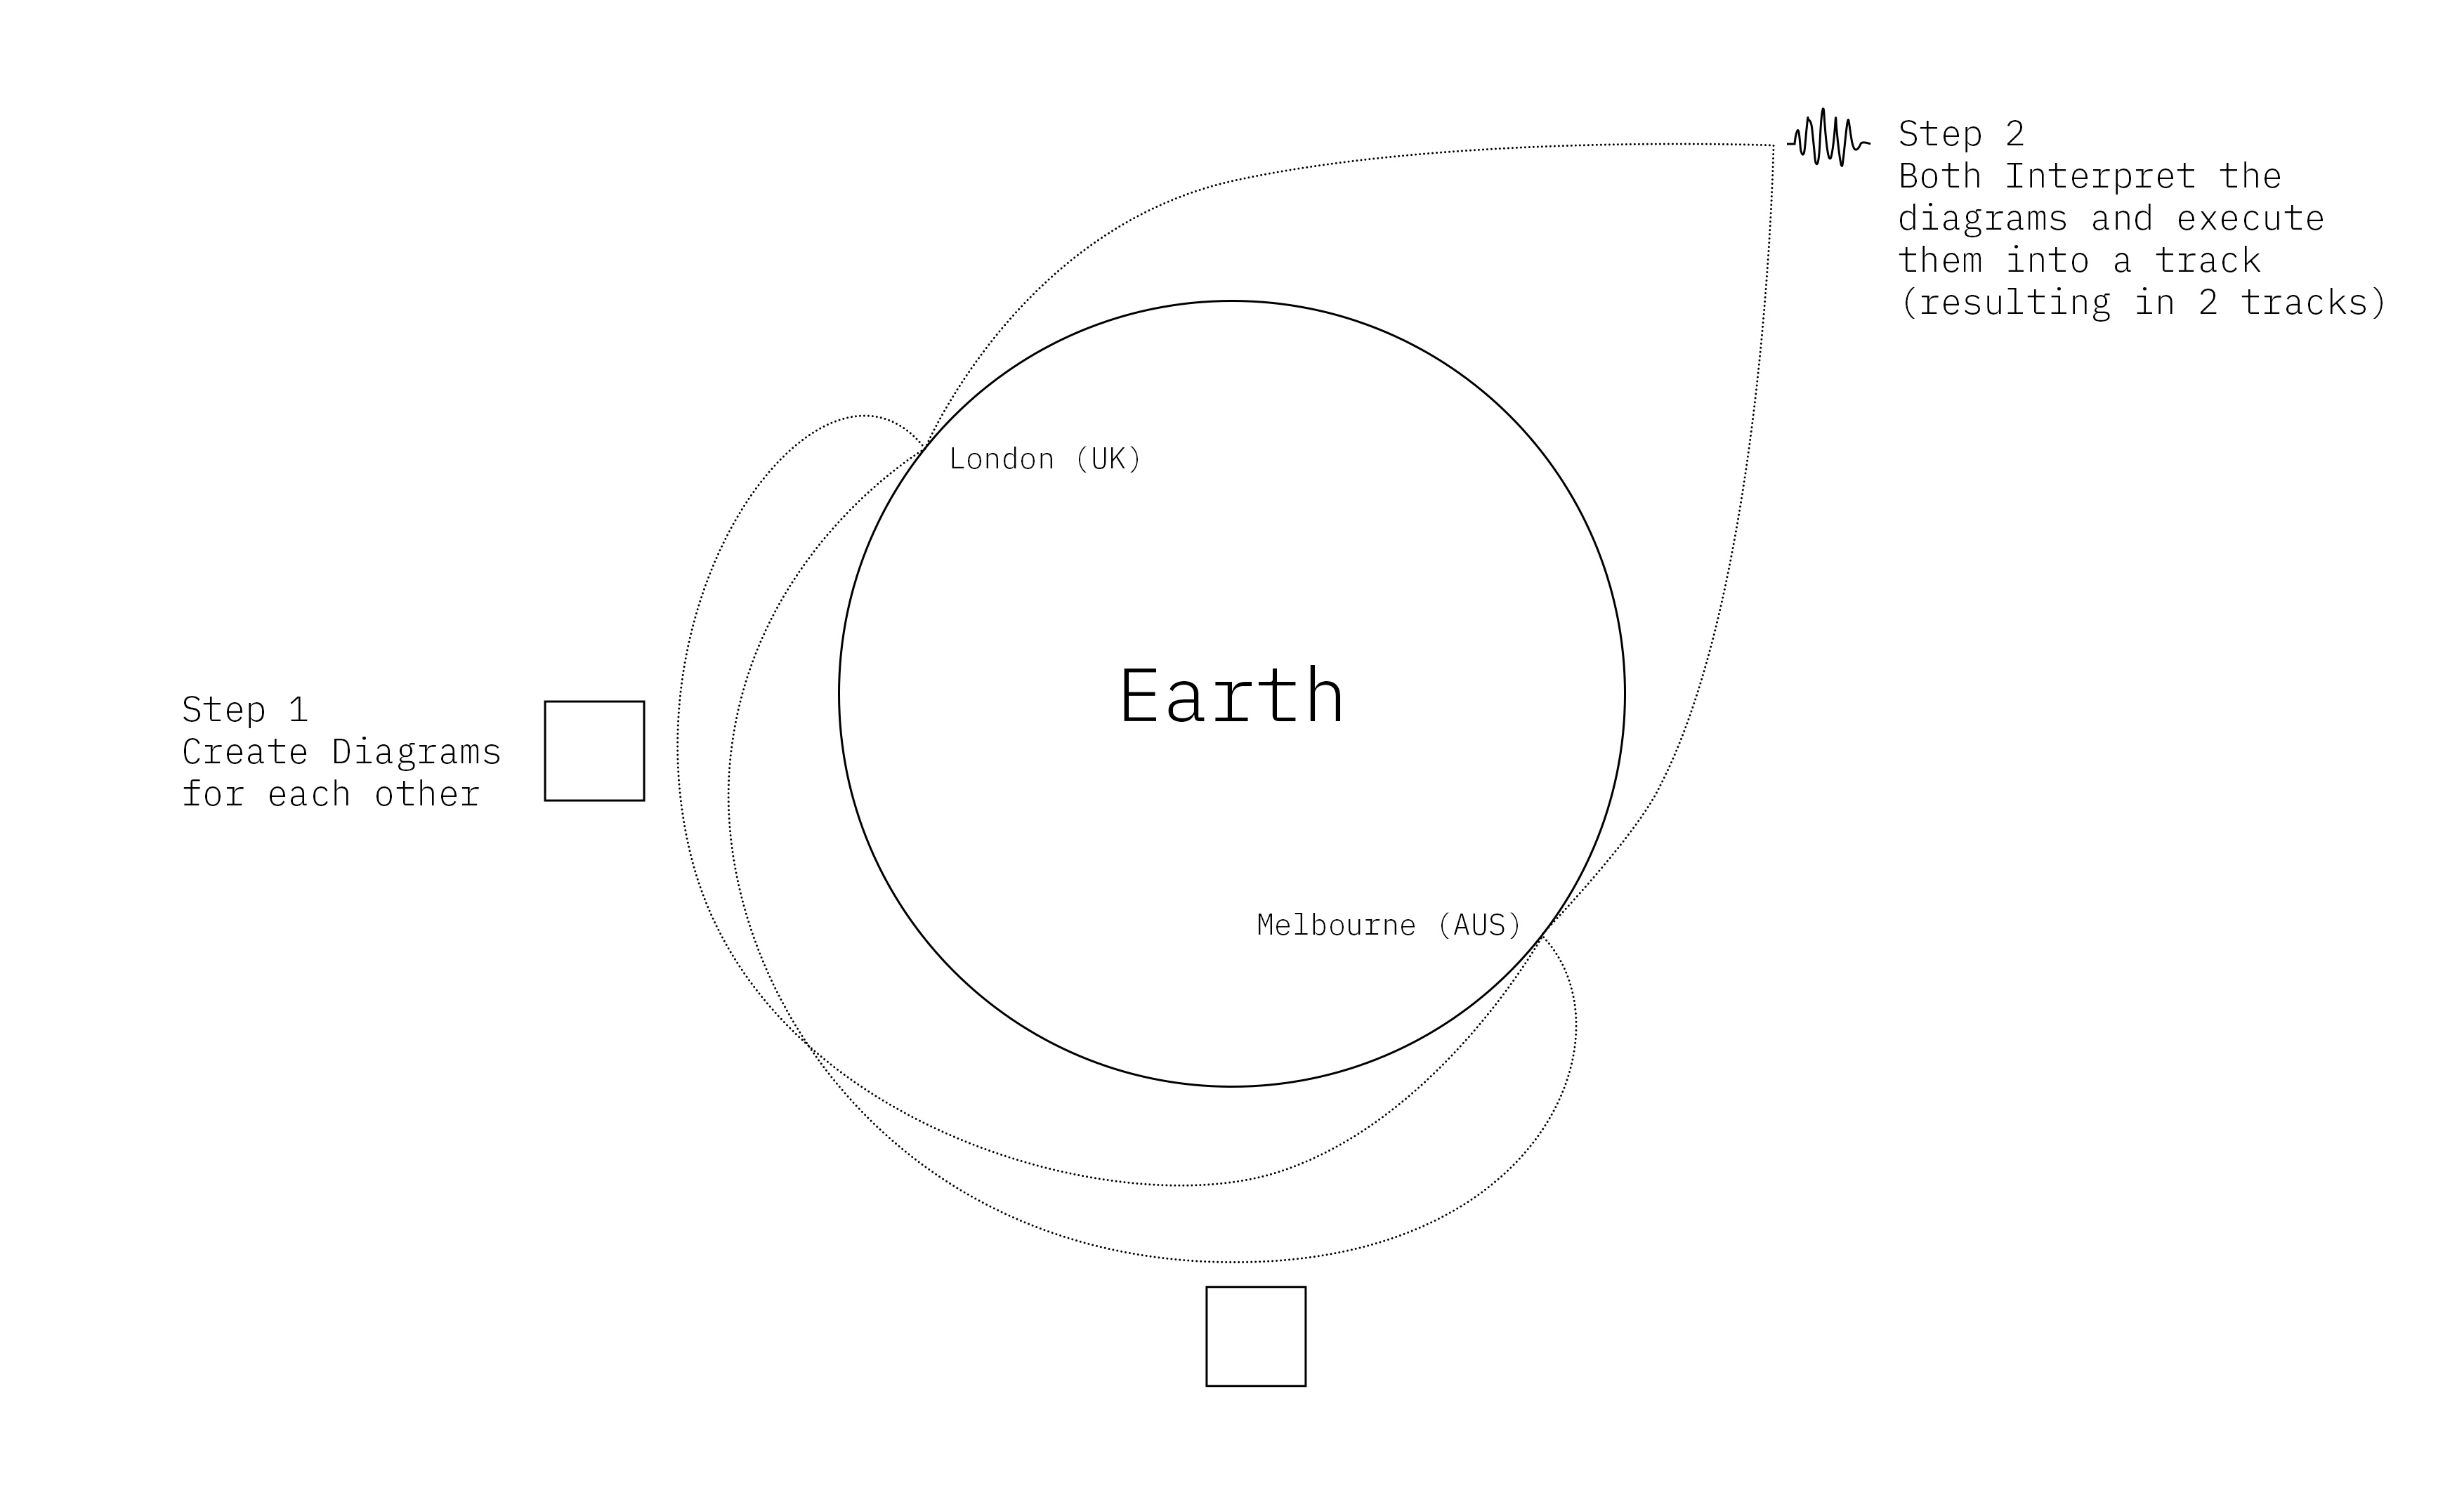 Step 2
Both Interpret the
diagrams and execute
them into a track
(resulting in 2 tracks)
London (UK)
Earth
Step 1
Create Diagrams
for each other
Melbourne (AUS)